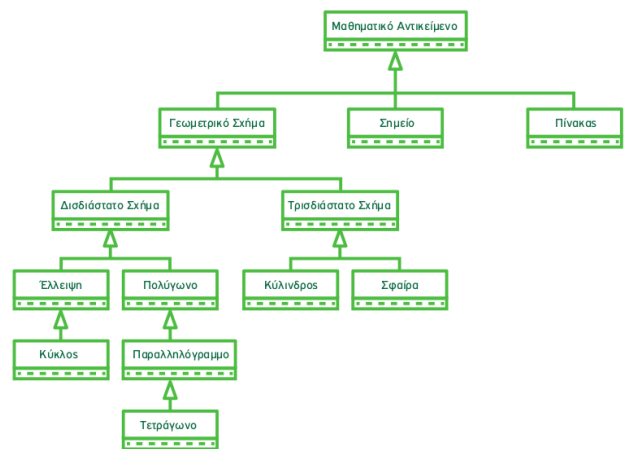 Μαθηματικό Αντικείμενο
Γεωμετρικό Σχήμα
Σημείο
Πίνακας
Δισδιάστατο Σχήμα
Τρισδιάστατο Σχήμα
Έλλειψη
Πολύγωνο
Κύλινδρος
Σφαίρα
Κύκλος
Παραλληλόγραμμο
Τετράγωνο